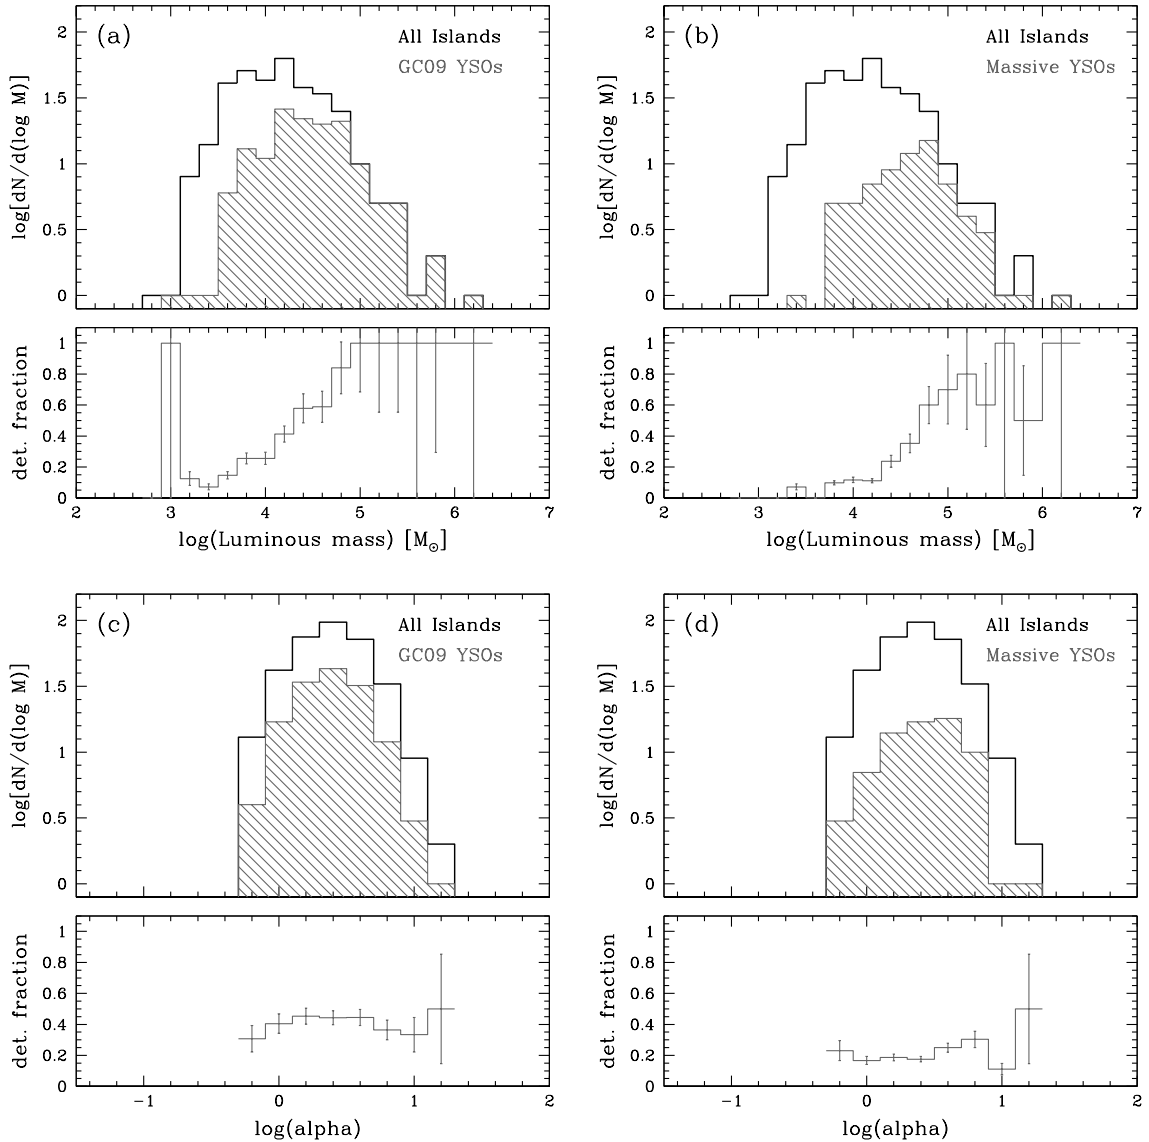 (a)
All Islands
GC09 YSOs
log[dN/d(log M)]
2
1.5
1
0.5
0
det. fraction
1
0.8
0.6
0.4
0.2
0
2 3 4 5 6 7
log(Luminous mass) [M⊙]
(b)
All Islands
Massive YSOs
log[dN/d(log M)]
2
1.5
1
0.5
0
det. fraction
1
0.8
0.6
0.4
0.2
0
2 3 4 5 6 7
log(Luminous mass) [M⊙]
(c)
All Islands
GC09 YSOs
log[dN/d(log M)]
2
1.5
1
0.5
0
det. fraction
1
0.8
0.6
0.4
0.2
0
−1 0 1 2
log(alpha)
(d)
All Islands
Massive YSOs
log[dN/d(log M)]
2
1.5
1
0.5
0
det. fraction
1
0.8
0.6
0.4
0.2
0
−1 0 1 2
log(alpha)